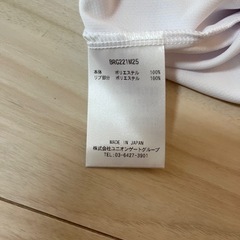 BRG221M25
本体 ポリエステル 100%
リブ部分 ポリエステル 100%
MADE IN JAPAN
株式会社ユニオンゲートグループ
TEL:03-6427-3901